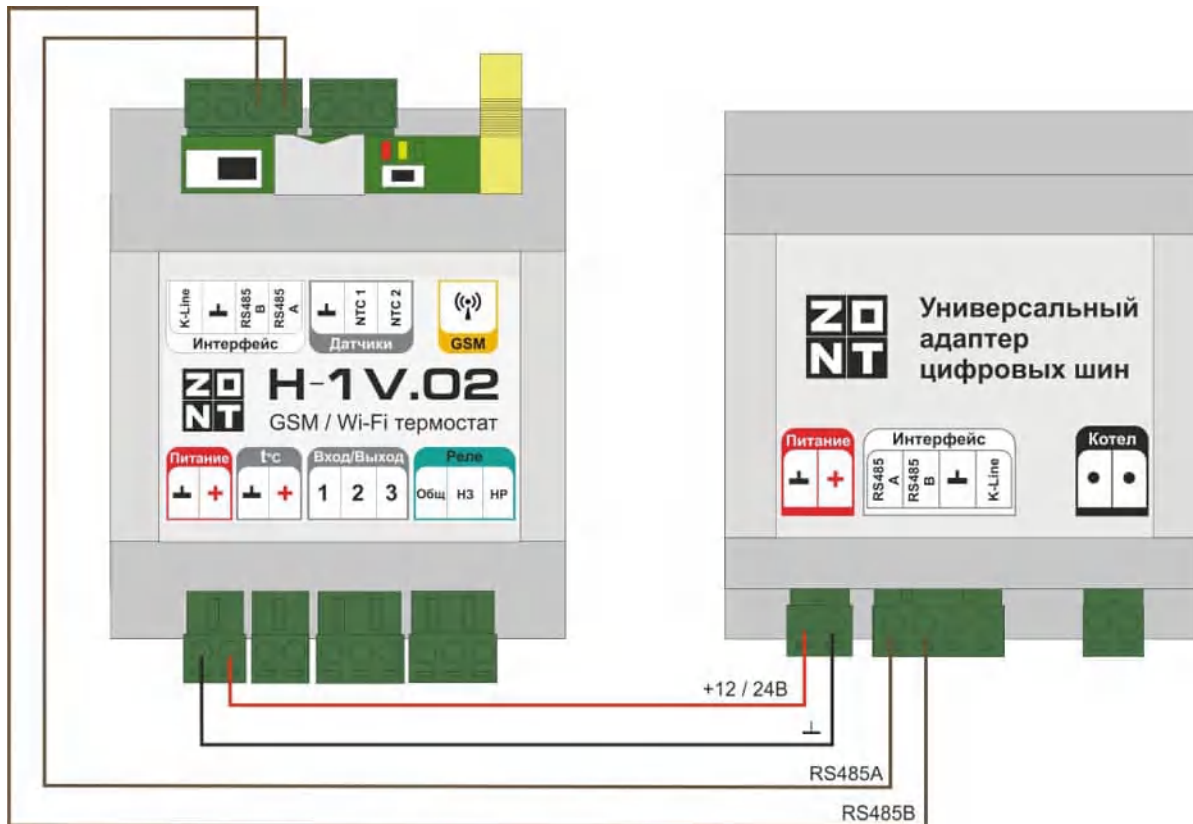 K-Line
RS485
B
RS485
A
Интерфейс
NTC 1
NTC 2
Датчики
GSM
ZONT
H-1V.02
GSM / Wi-Fi термостат
Питание
+
t°C
+
Вход/Выход
1 2 3
Реле
Общ НЗ НР
ZONT
Универсальный
адаптер
цифровых шин
Питание
+
Интерфейс
RS485
A
RS485
B
K-Line
Котел
+12 / 24В
RS485A
RS485B